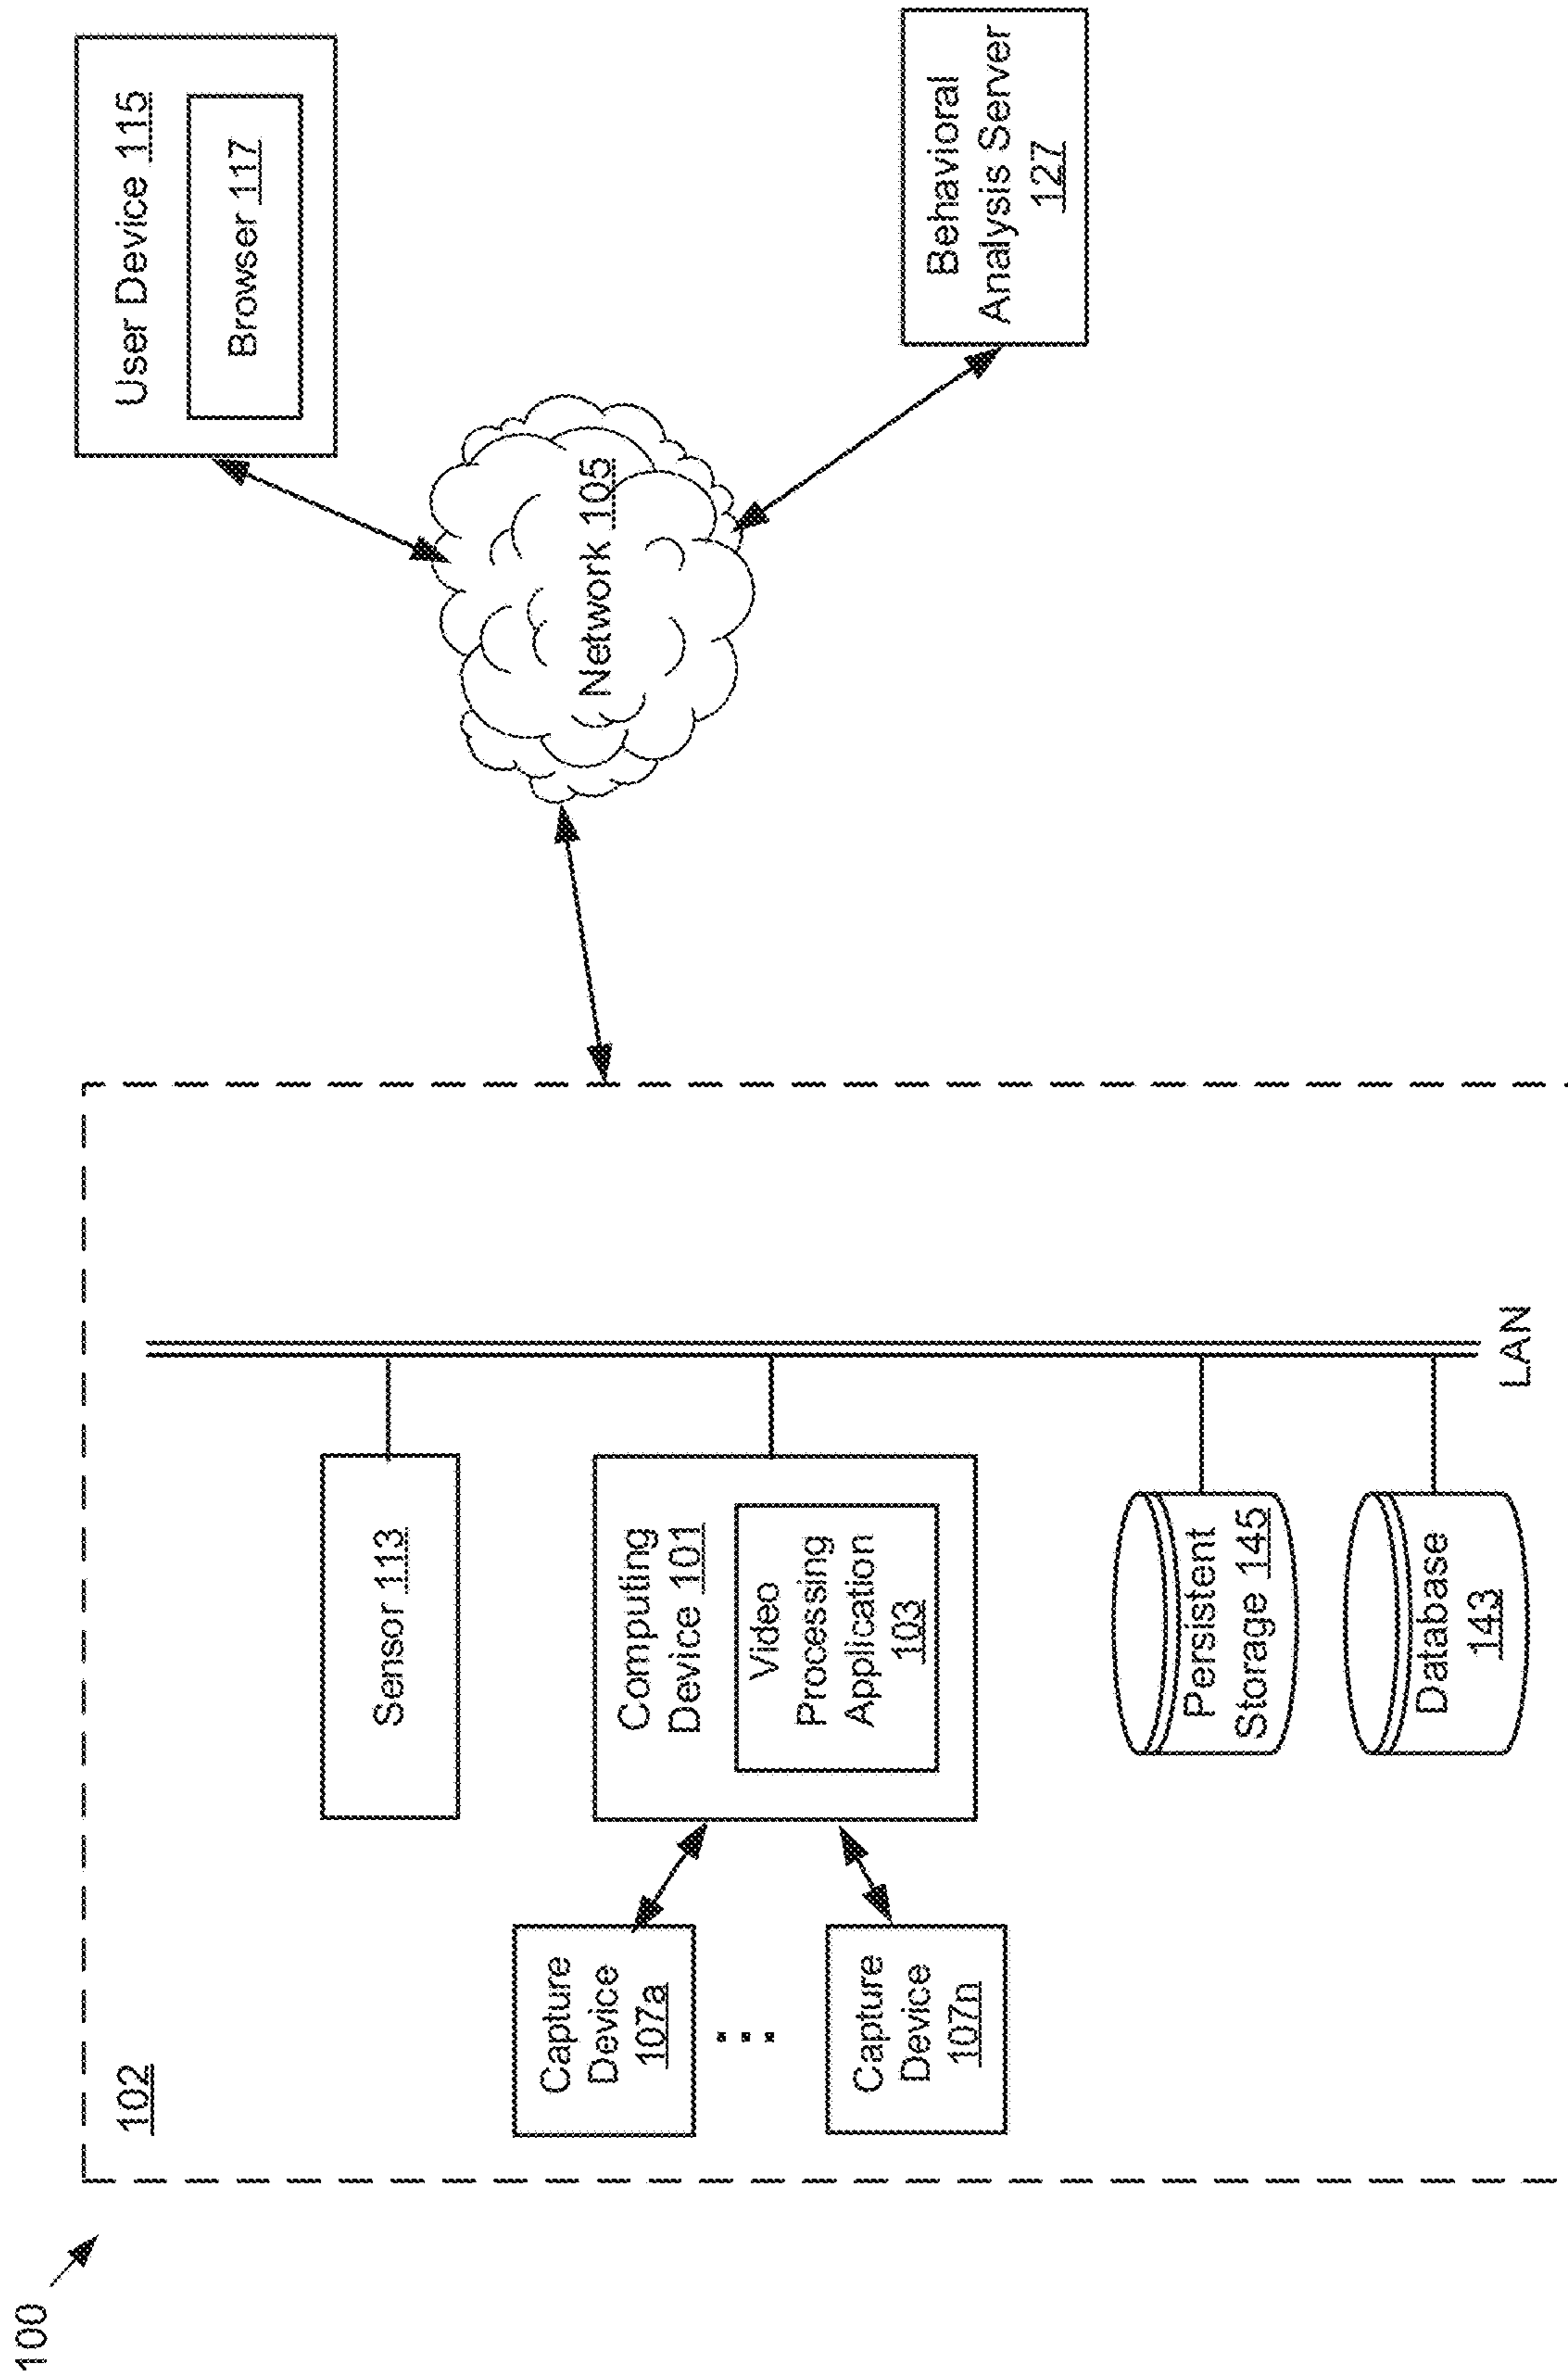 100
102
Capture
Device
107a
Capture
Device
107n
Sensor 113
Computing
Device 101
Video
Processing
Application
103
Persistent
Storage 145
Database
143
LAN
Network 105
User Device 115
Browser 117
Behavioral
Analysis Server
127